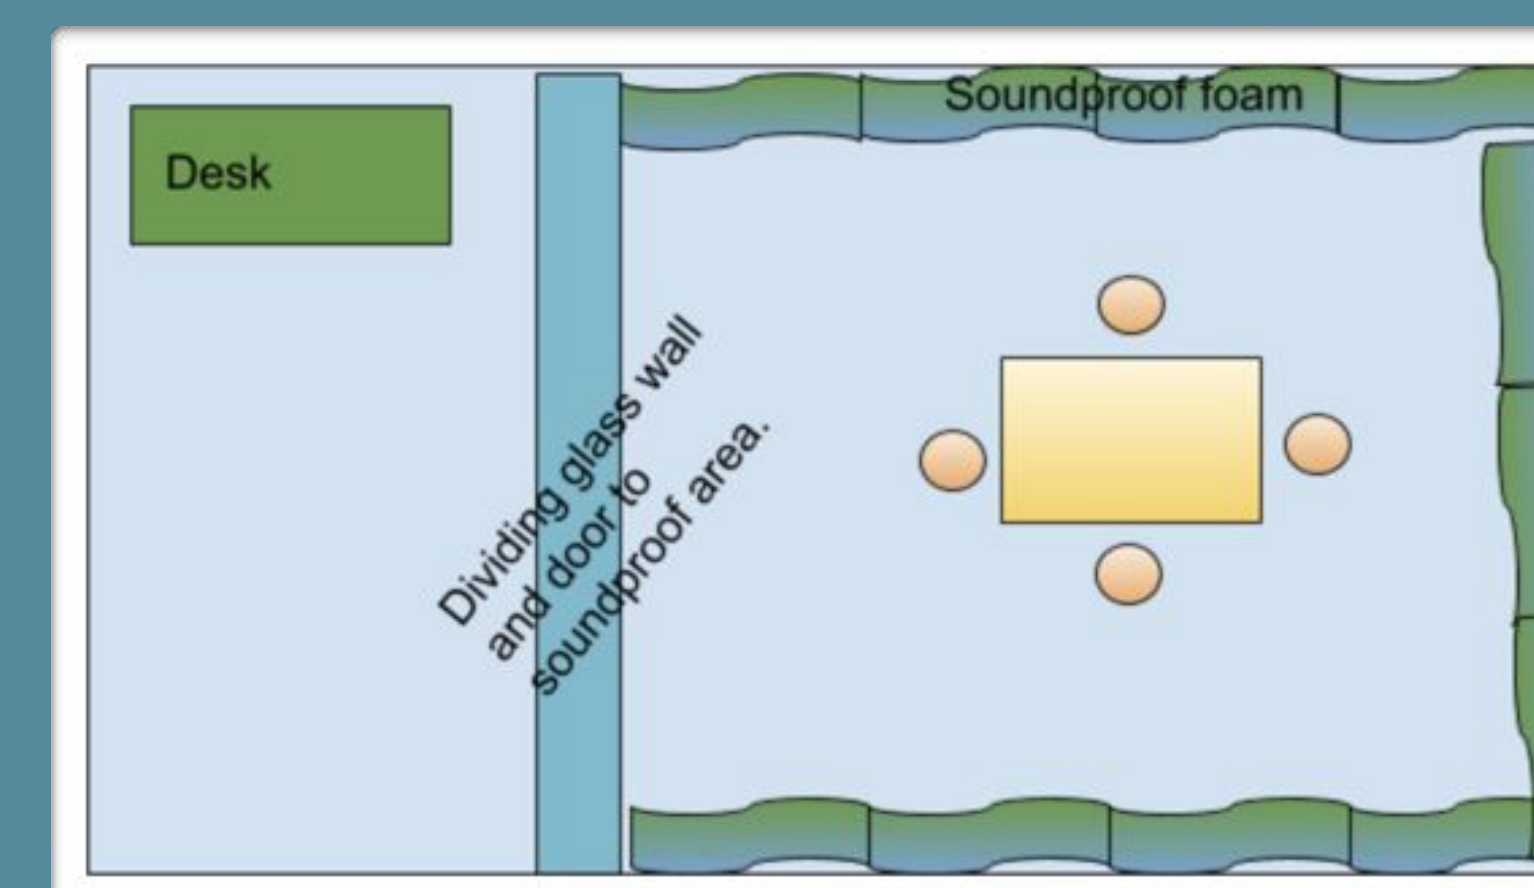 Soundproof foam
Desk
Dividing glass wall
and door to
soundproof area.